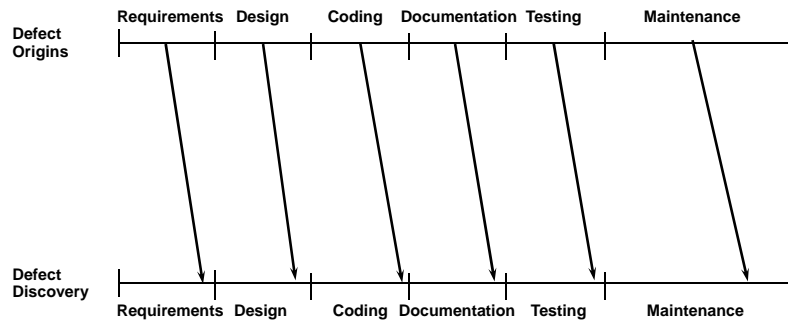 Requirements Design Coding Documentation Testing Maintenance
Defect
Origins
Defect
Discovery
Requirements Design Coding Documentation Testing Maintenance